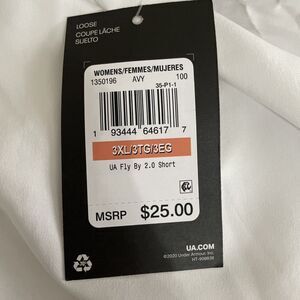 LOOSE
COUPE LÂCHE
SUELTO
WOMENS/FEMMES/MUJERES
1350196 AVY 100
35-P1-1
1 93444 64617 7
3XL/3TG/3EG
UA Fly By 2.0 Short
MSRP $25.00
UA.COM
©2020 Under Armour, Inc.